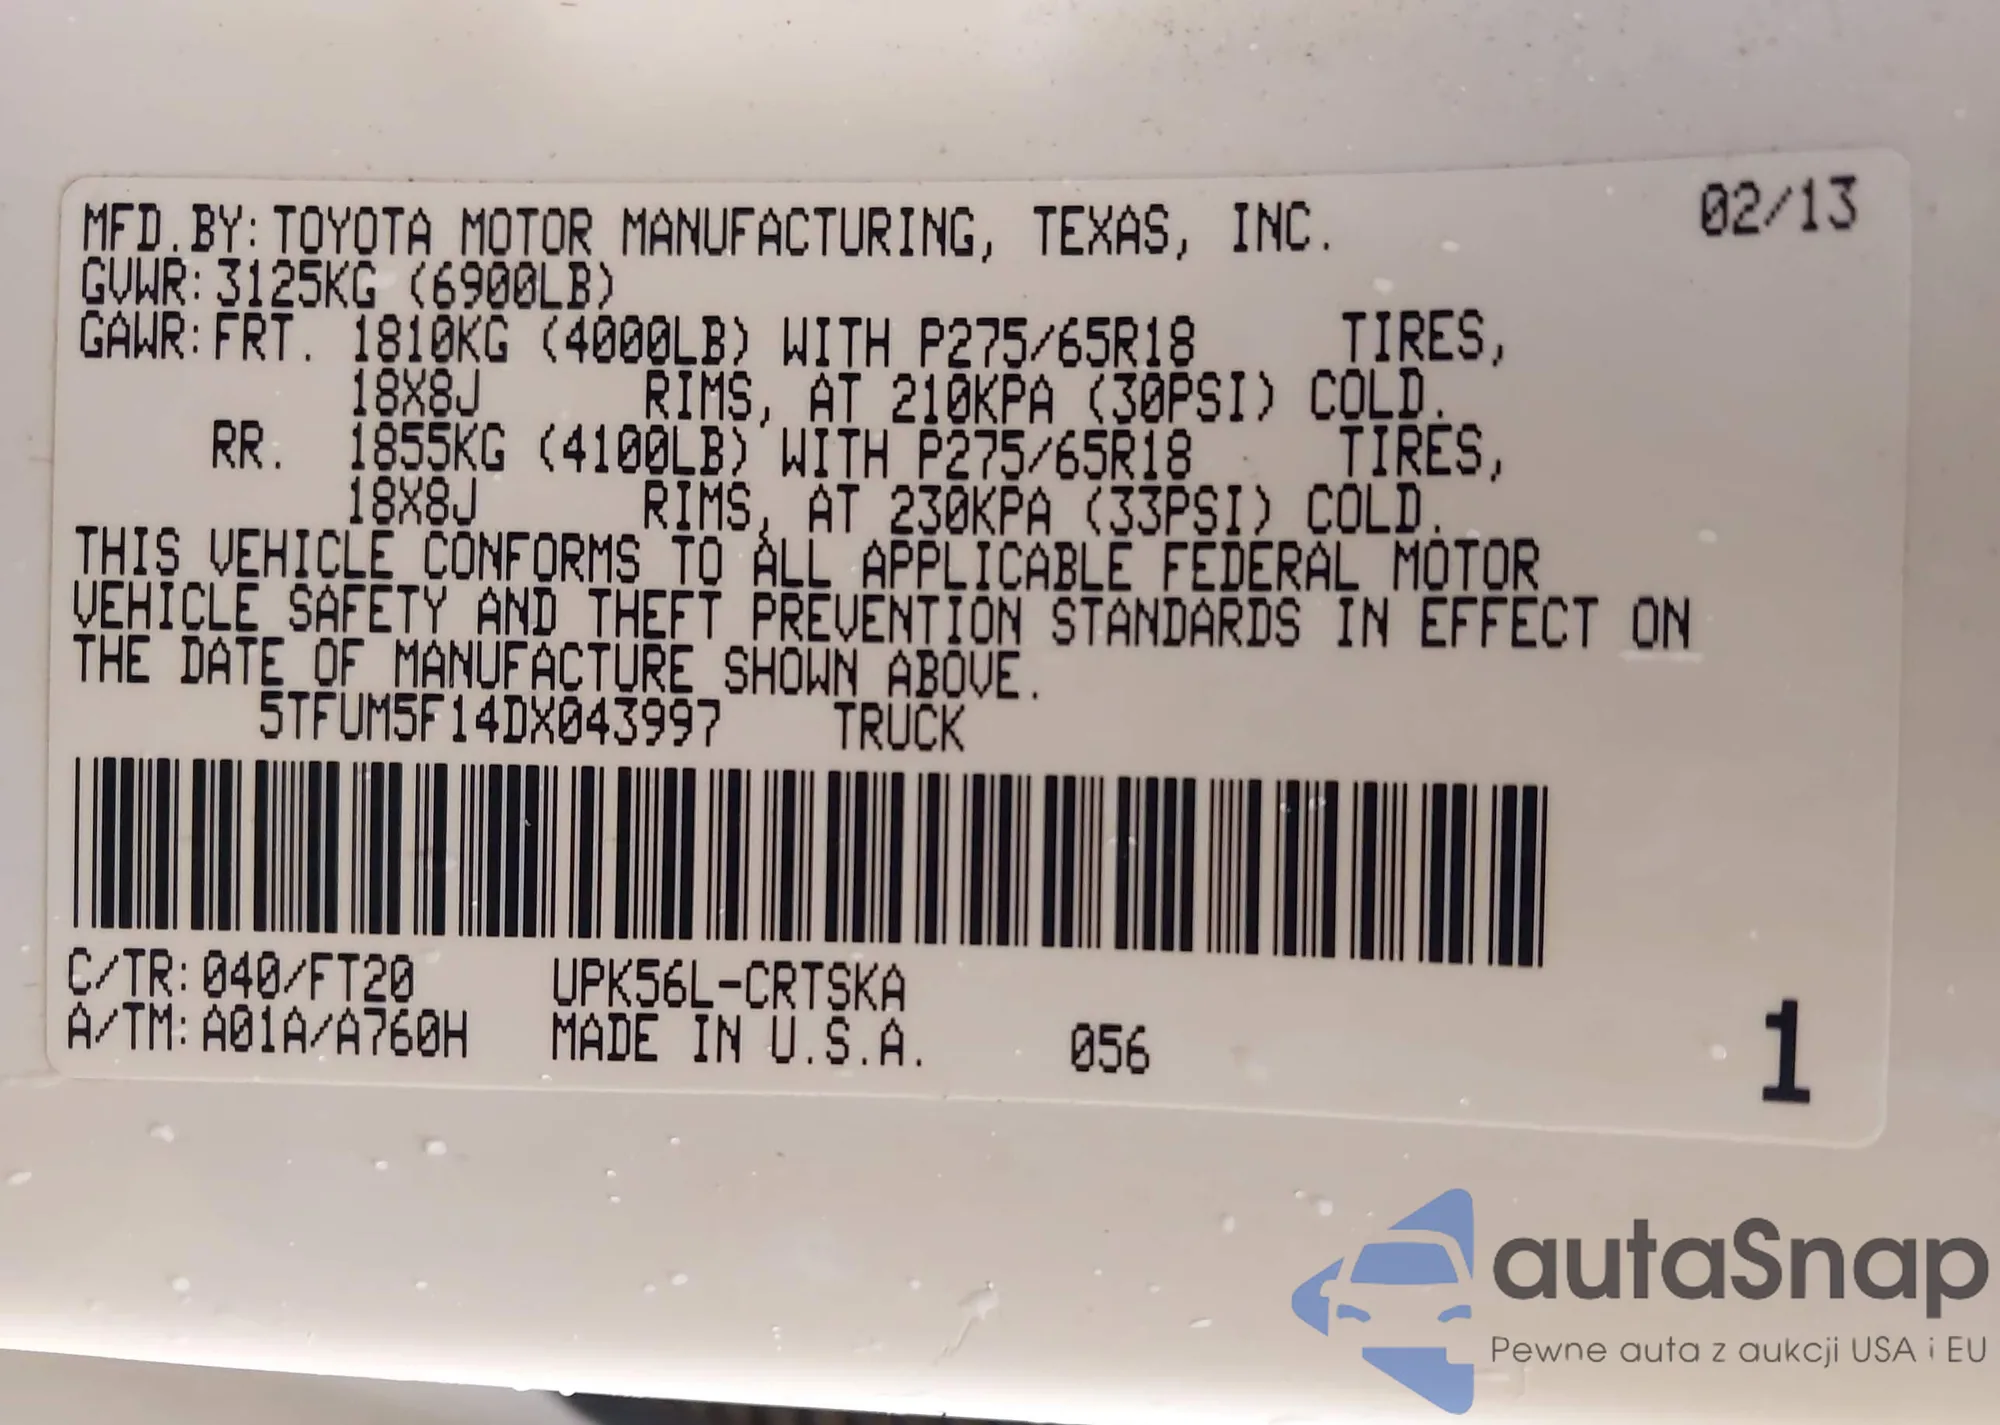 MFD.BY: TOYOTA MOTOR MANUFACTURING, TEXAS, INC. 02/13
GVWR: 3125KG (6900LB)
GAWR: FRT. 1810KG (4000LB) WITH P275/65R18 TIRES,
18X8J RIMS, AT 210KPA (30PSI) COLD.
RR. 1855KG (4100LB) WITH P275/65R18 TIRES,
18X8J RIMS, AT 230KPA (33PSI) COLD.
THIS VEHICLE CONFORMS TO ALL APPLICABLE FEDERAL MOTOR
VEHICLE SAFETY AND THEFT PREVENTION STANDARDS IN EFFECT ON
THE DATE OF MANUFACTURE SHOWN ABOVE.
5TFUM5F14DX043997 TRUCK
C/TR: 040/FT20 UPK56L-CRTSKA
A/TM: A01A/A760H MADE IN U.S.A. 056 1
autaSnap
Pewne auta z aukcji USA i EU